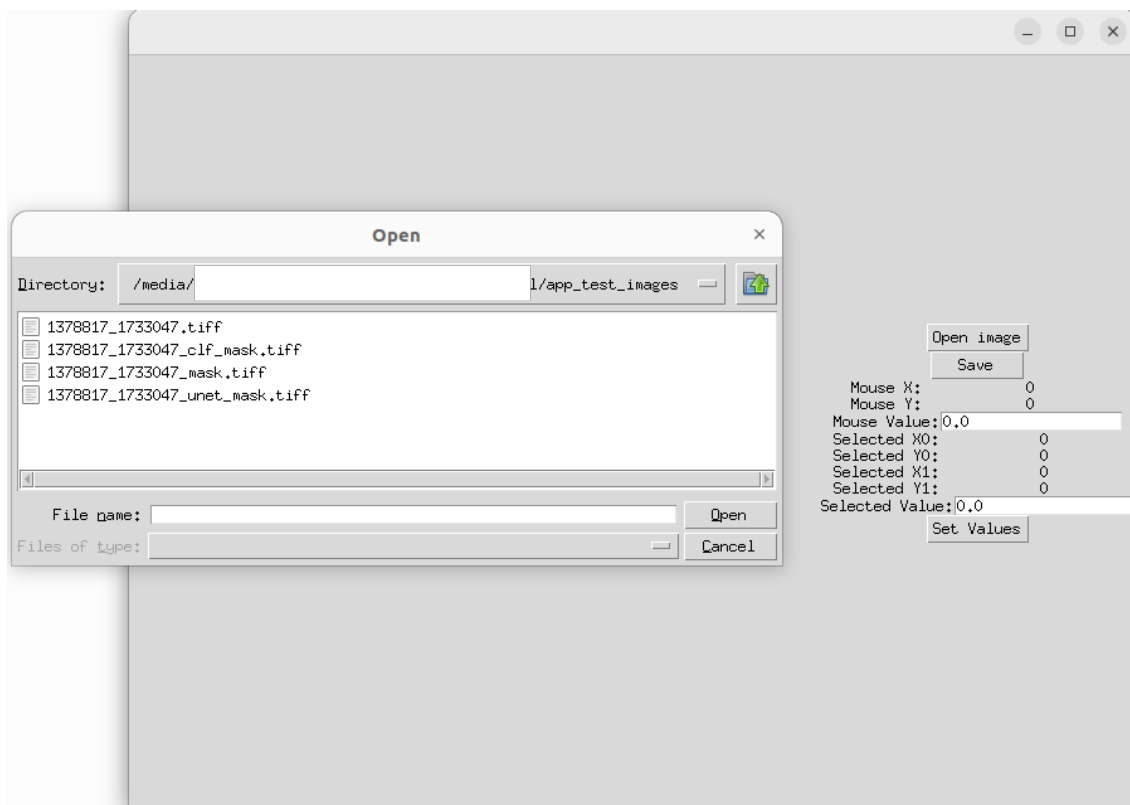 Open
Directory: /media/ l/app_test_images
1378817_1733047.tiff
1378817_1733047_clf_mask.tiff
1378817_1733047_mask.tiff
1378817_1733047_unet_mask.tiff
File name:
Open
Files of type:
Cancel
Open image
Save
Mouse X: 0
Mouse Y: 0
Mouse Value: 0.0
Selected X0: 0
Selected Y0: 0
Selected X1: 0
Selected Y1: 0
Selected Value: 0.0
Set Values